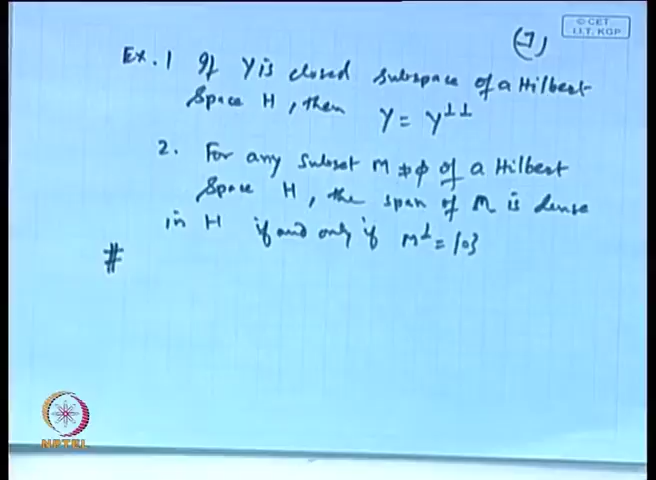 (7)
© CET
I.I.T. KGP
Ex. 1 If Y is closed subspace of a Hilbert
Space H, then Y = Y⊥⊥
2. For any subset M ≠ φ of a Hilbert
Space H, the span of M is dense
in H if and only if M⊥ = {0}
#
NPTEL